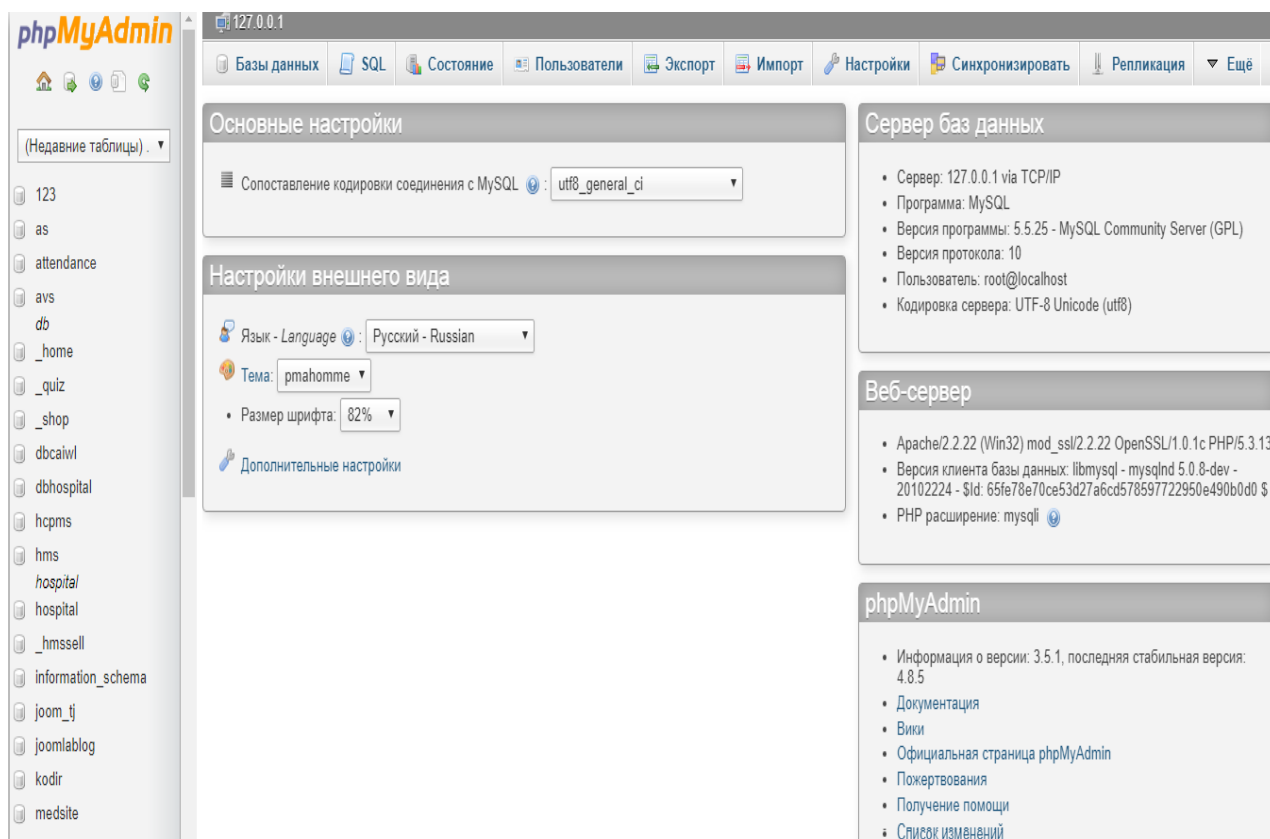 phpMyAdmin
(Недавние таблицы) . ▼
123
as
attendance
avs
db
_home
_quiz
_shop
dbcaiwl
dbhospital
hcpms
hms
hospital
hospital
_hmssell
information_schema
joom_tj
joomlablog
kodir
medsite
127.0.0.1
Базы данных SQL Состояние Пользователи Экспорт Импорт Настройки Синхронизировать Репликация ▼ Ещё
Основные настройки
Сопоставление кодировки соединения с MySQL : utf8_general_ci ▼
Настройки внешнего вида
Язык - Language : Русский - Russian ▼
Тема: pmahomme ▼
• Размер шрифта: 82% ▼
Дополнительные настройки
Сервер баз данных
• Сервер: 127.0.0.1 via TCP/IP
• Программа: MySQL
• Версия программы: 5.5.25 - MySQL Community Server (GPL)
• Версия протокола: 10
• Пользователь: root@localhost
• Кодировка сервера: UTF-8 Unicode (utf8)
Веб-сервер
• Apache/2.2.22 (Win32) mod_ssl/2.2.22 OpenSSL/1.0.1c PHP/5.3.13
• Версия клиента базы данных: libmysql - mysqlnd 5.0.8-dev -
20102224 - $Id: 65fe78e70ce53d27a6cd578597722950e490b0d0 $
• PHP расширение: mysqli
phpMyAdmin
• Информация о версии: 3.5.1, последняя стабильная версия:
4.8.5
• Документация
• Вики
• Официальная страница phpMyAdmin
• Пожертвования
• Получение помощи
• Список изменений